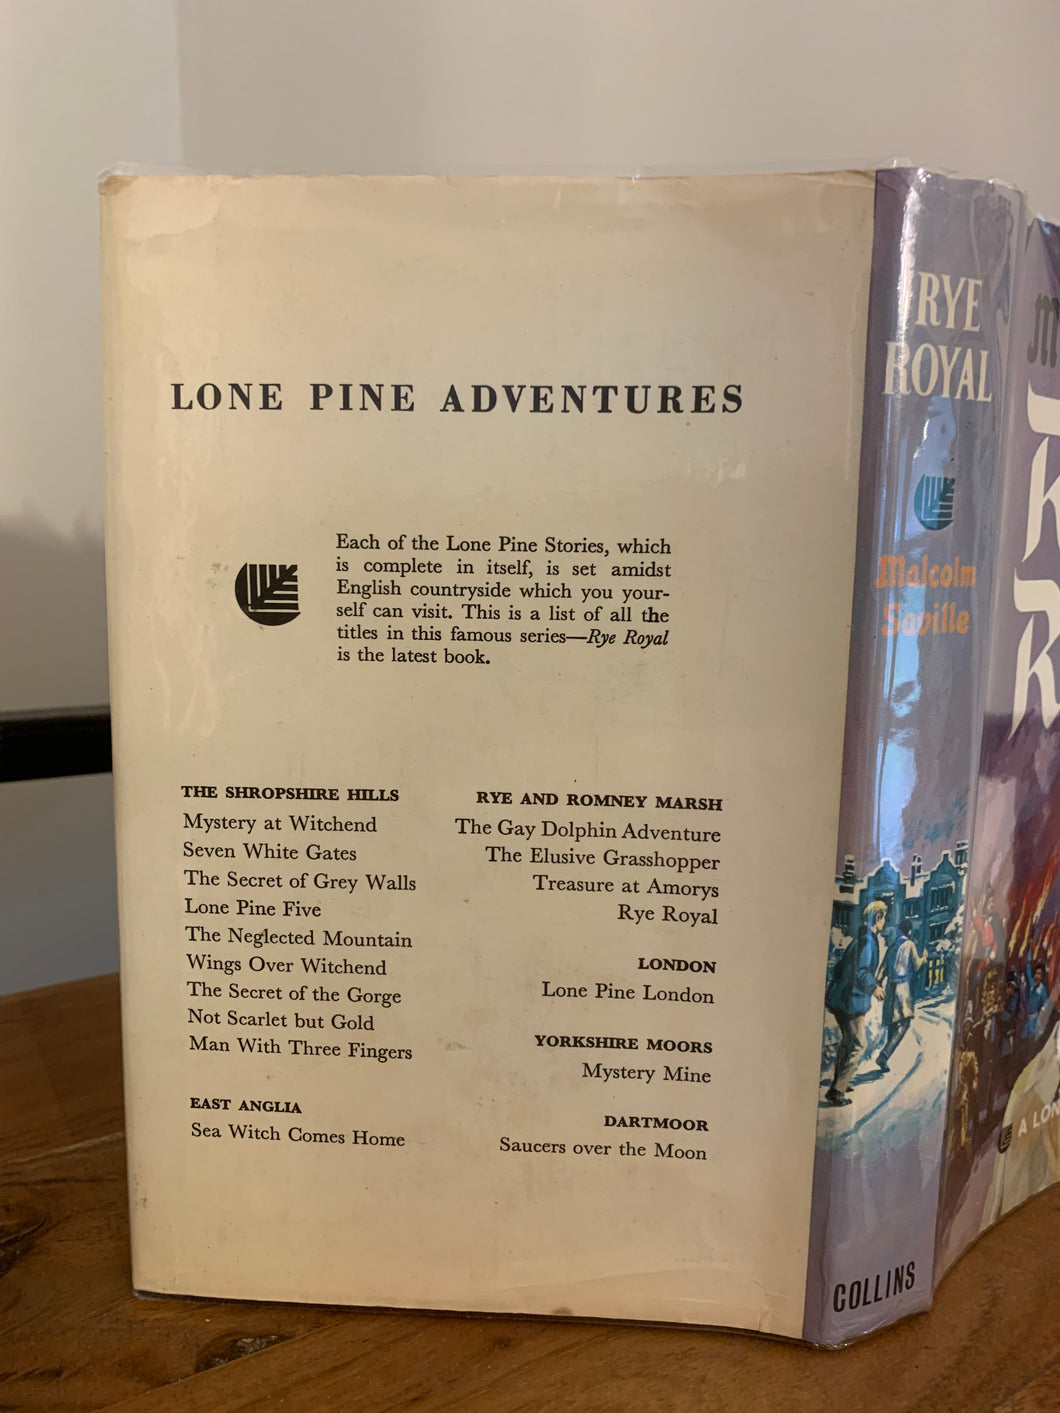 LONE PINE ADVENTURES
Each of the Lone Pine Stories, which
is complete in itself, is set amidst
English countryside which you your-
self can visit. This is a list of all the
titles in this famous series—Rye Royal
is the latest book.
THE SHROPSHIRE HILLS
Mystery at Witchend
Seven White Gates
The Secret of Grey Walls
Lone Pine Five
The Neglected Mountain
Wings Over Witchend
The Secret of the Gorge
Not Scarlet but Gold
Man With Three Fingers
EAST ANGLIA
Sea Witch Comes Home
RYE AND ROMNEY MARSH
The Gay Dolphin Adventure
The Elusive Grasshopper
Treasure at Amorys
Rye Royal
LONDON
Lone Pine London
YORKSHIRE MOORS
Mystery Mine
DARTMOOR
Saucers over the Moon
RYE
ROYAL
Malcolm
Saville
COLLINS
A LON